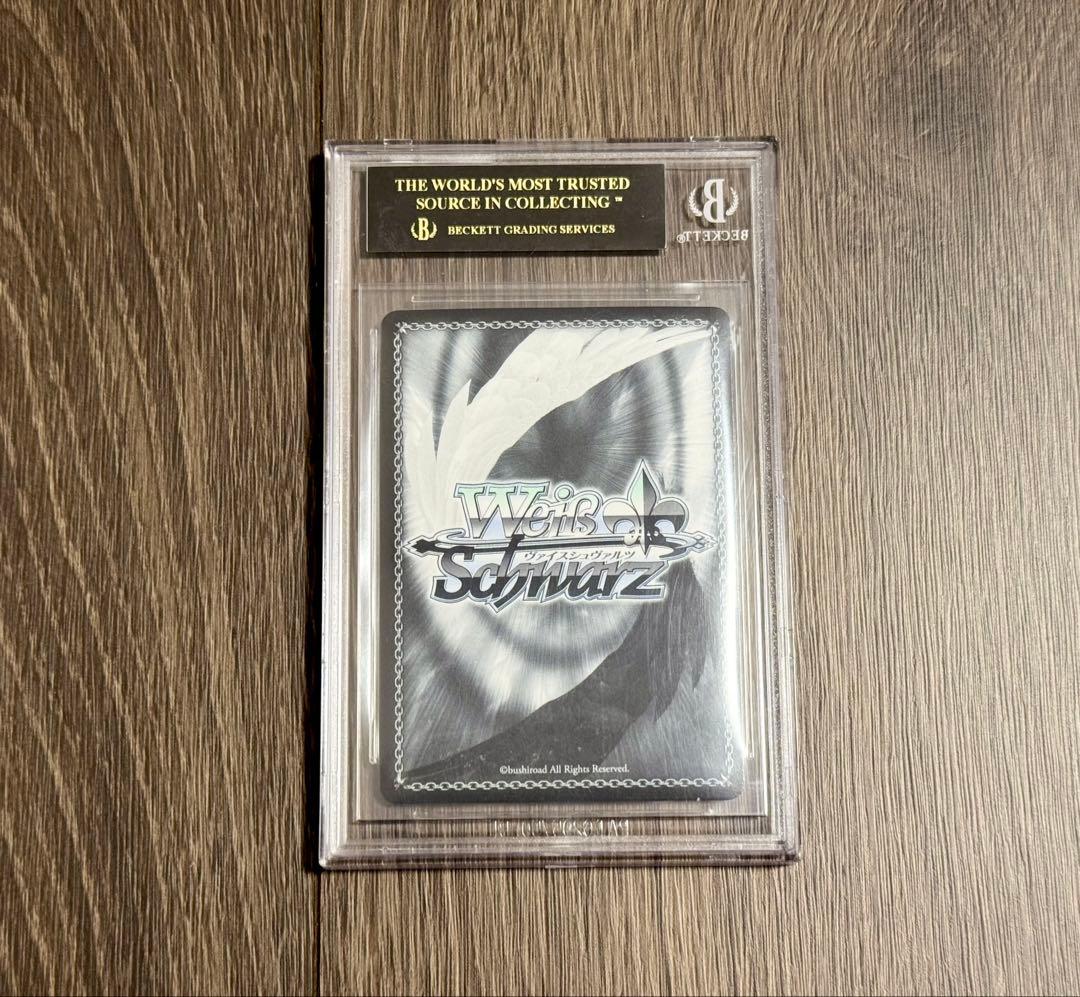 THE WORLD'S MOST TRUSTED
SOURCE IN COLLECTING ™
B BECKETT GRADING SERVICES
B
BECKETT®
Weiß
ヴァイスシュヴァルツ
Schwarz
©bushiroad All Rights Reserved.